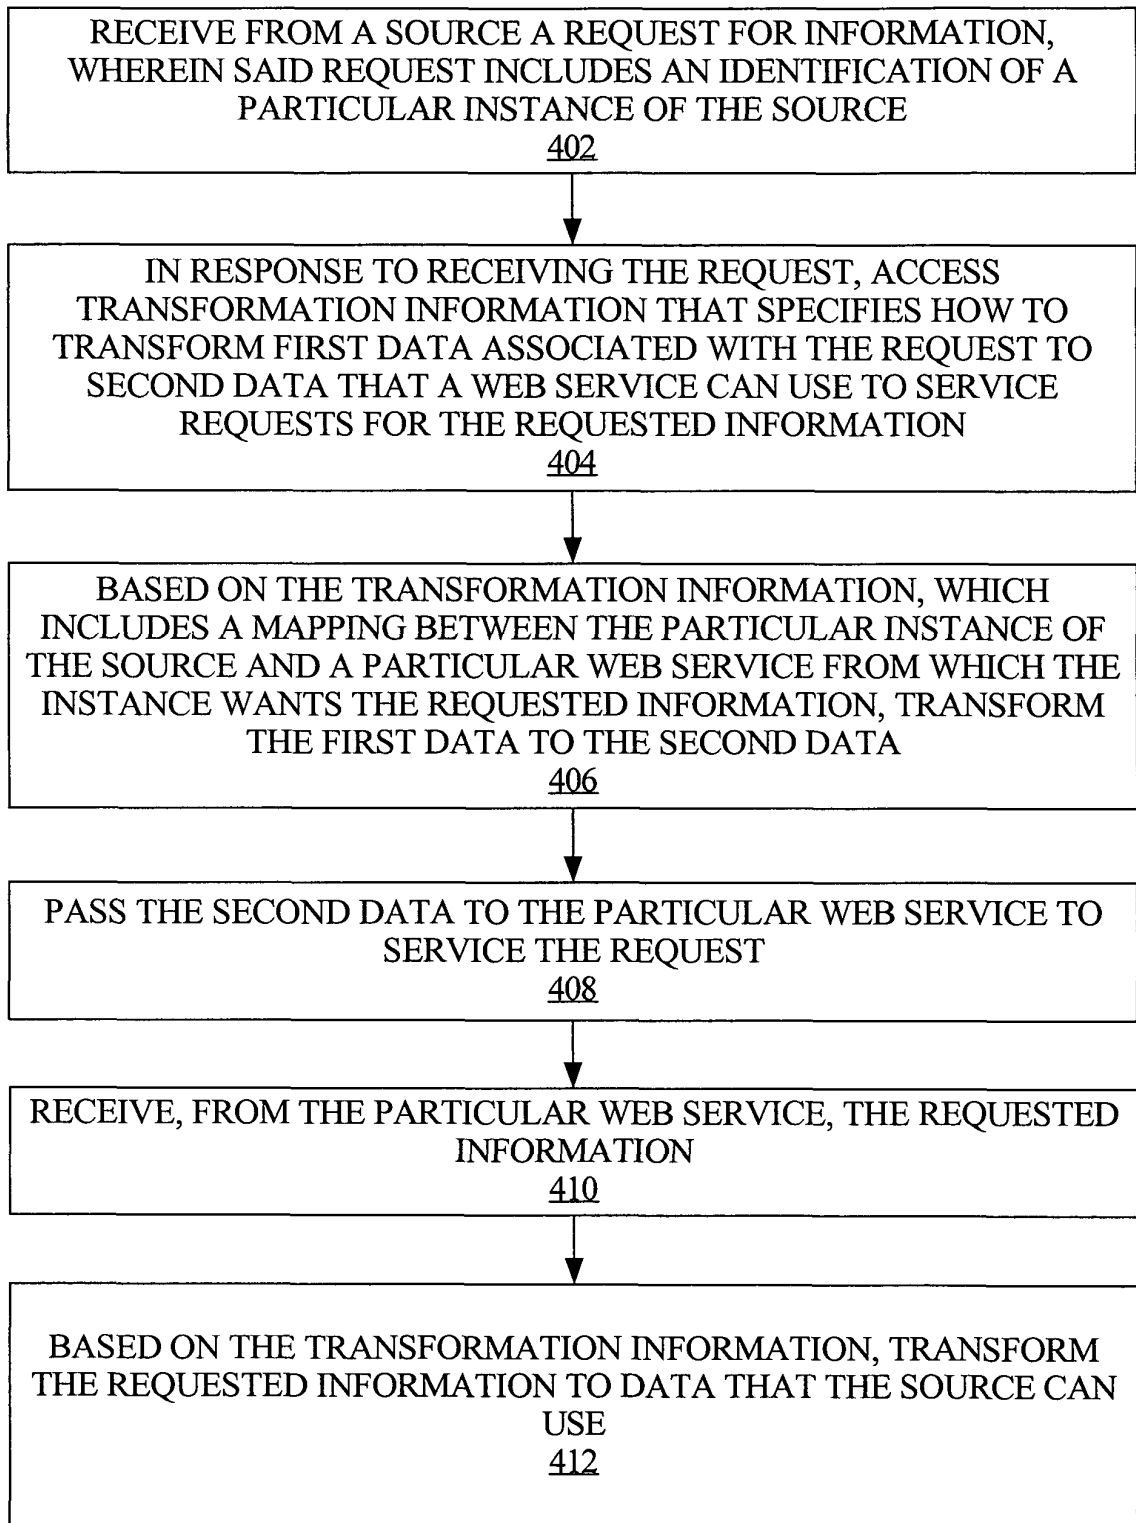 RECEIVE FROM A SOURCE A REQUEST FOR INFORMATION,
WHEREIN SAID REQUEST INCLUDES AN IDENTIFICATION OF A
PARTICULAR INSTANCE OF THE SOURCE
402
IN RESPONSE TO RECEIVING THE REQUEST, ACCESS
TRANSFORMATION INFORMATION THAT SPECIFIES HOW TO
TRANSFORM FIRST DATA ASSOCIATED WITH THE REQUEST TO
SECOND DATA THAT A WEB SERVICE CAN USE TO SERVICE
REQUESTS FOR THE REQUESTED INFORMATION
404
BASED ON THE TRANSFORMATION INFORMATION, WHICH
INCLUDES A MAPPING BETWEEN THE PARTICULAR INSTANCE OF
THE SOURCE AND A PARTICULAR WEB SERVICE FROM WHICH THE
INSTANCE WANTS THE REQUESTED INFORMATION, TRANSFORM
THE FIRST DATA TO THE SECOND DATA
406
PASS THE SECOND DATA TO THE PARTICULAR WEB SERVICE TO
SERVICE THE REQUEST
408
RECEIVE, FROM THE PARTICULAR WEB SERVICE, THE REQUESTED
INFORMATION
410
BASED ON THE TRANSFORMATION INFORMATION, TRANSFORM
THE REQUESTED INFORMATION TO DATA THAT THE SOURCE CAN
USE
412